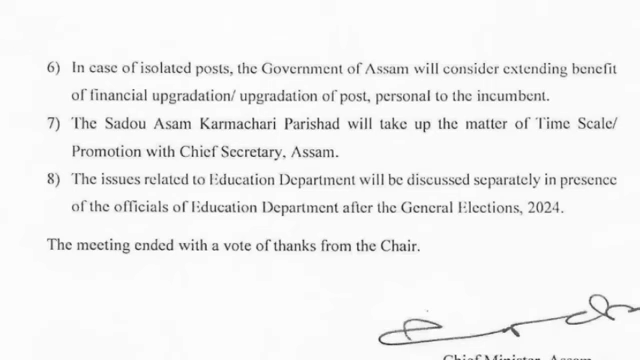 6) In case of isolated posts, the Government of Assam will consider extending benefit
of financial upgradation/ upgradation of post, personal to the incumbent.
7) The Sadou Asam Karmachari Parishad will take up the matter of Time Scale/
Promotion with Chief Secretary, Assam.
8) The issues related to Education Department will be discussed separately in presence
of the officials of Education Department after the General Elections, 2024.
The meeting ended with a vote of thanks from the Chair.
Chief Minister, Assam